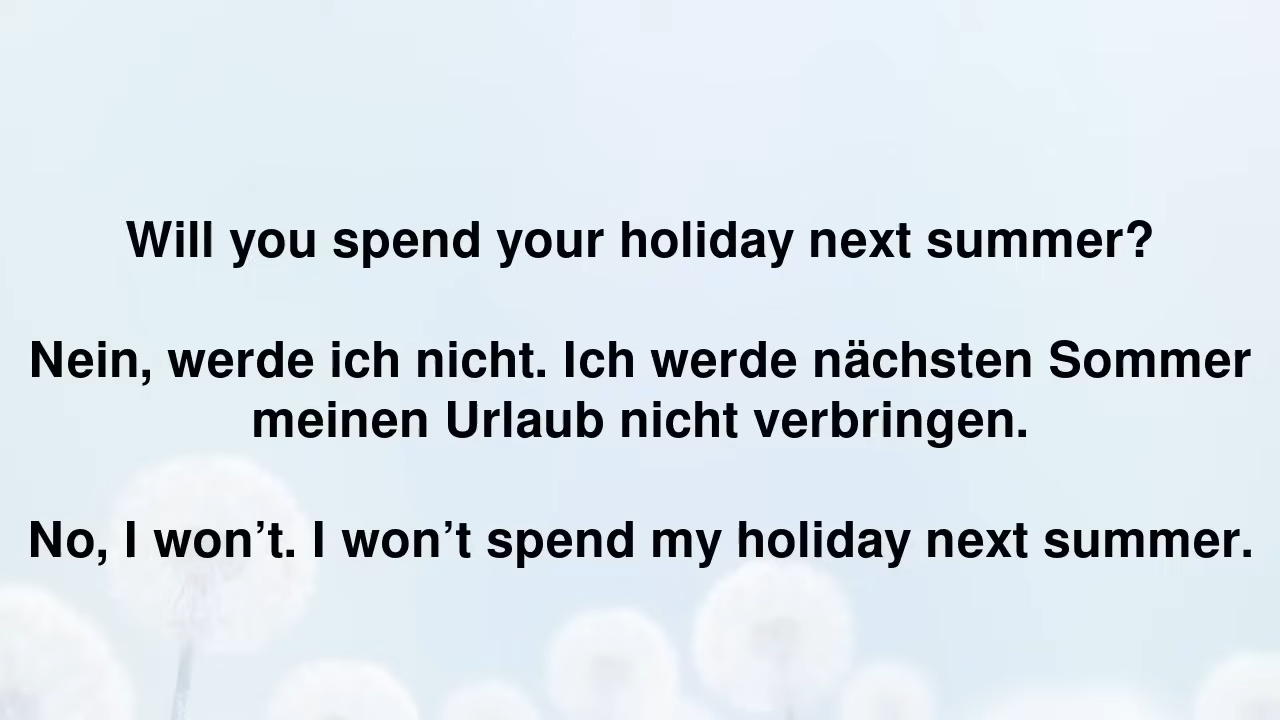 Will you spend your holiday next summer?
Nein, werde ich nicht. Ich werde nächsten Sommer
meinen Urlaub nicht verbringen.
No, I won’t. I won’t spend my holiday next summer.